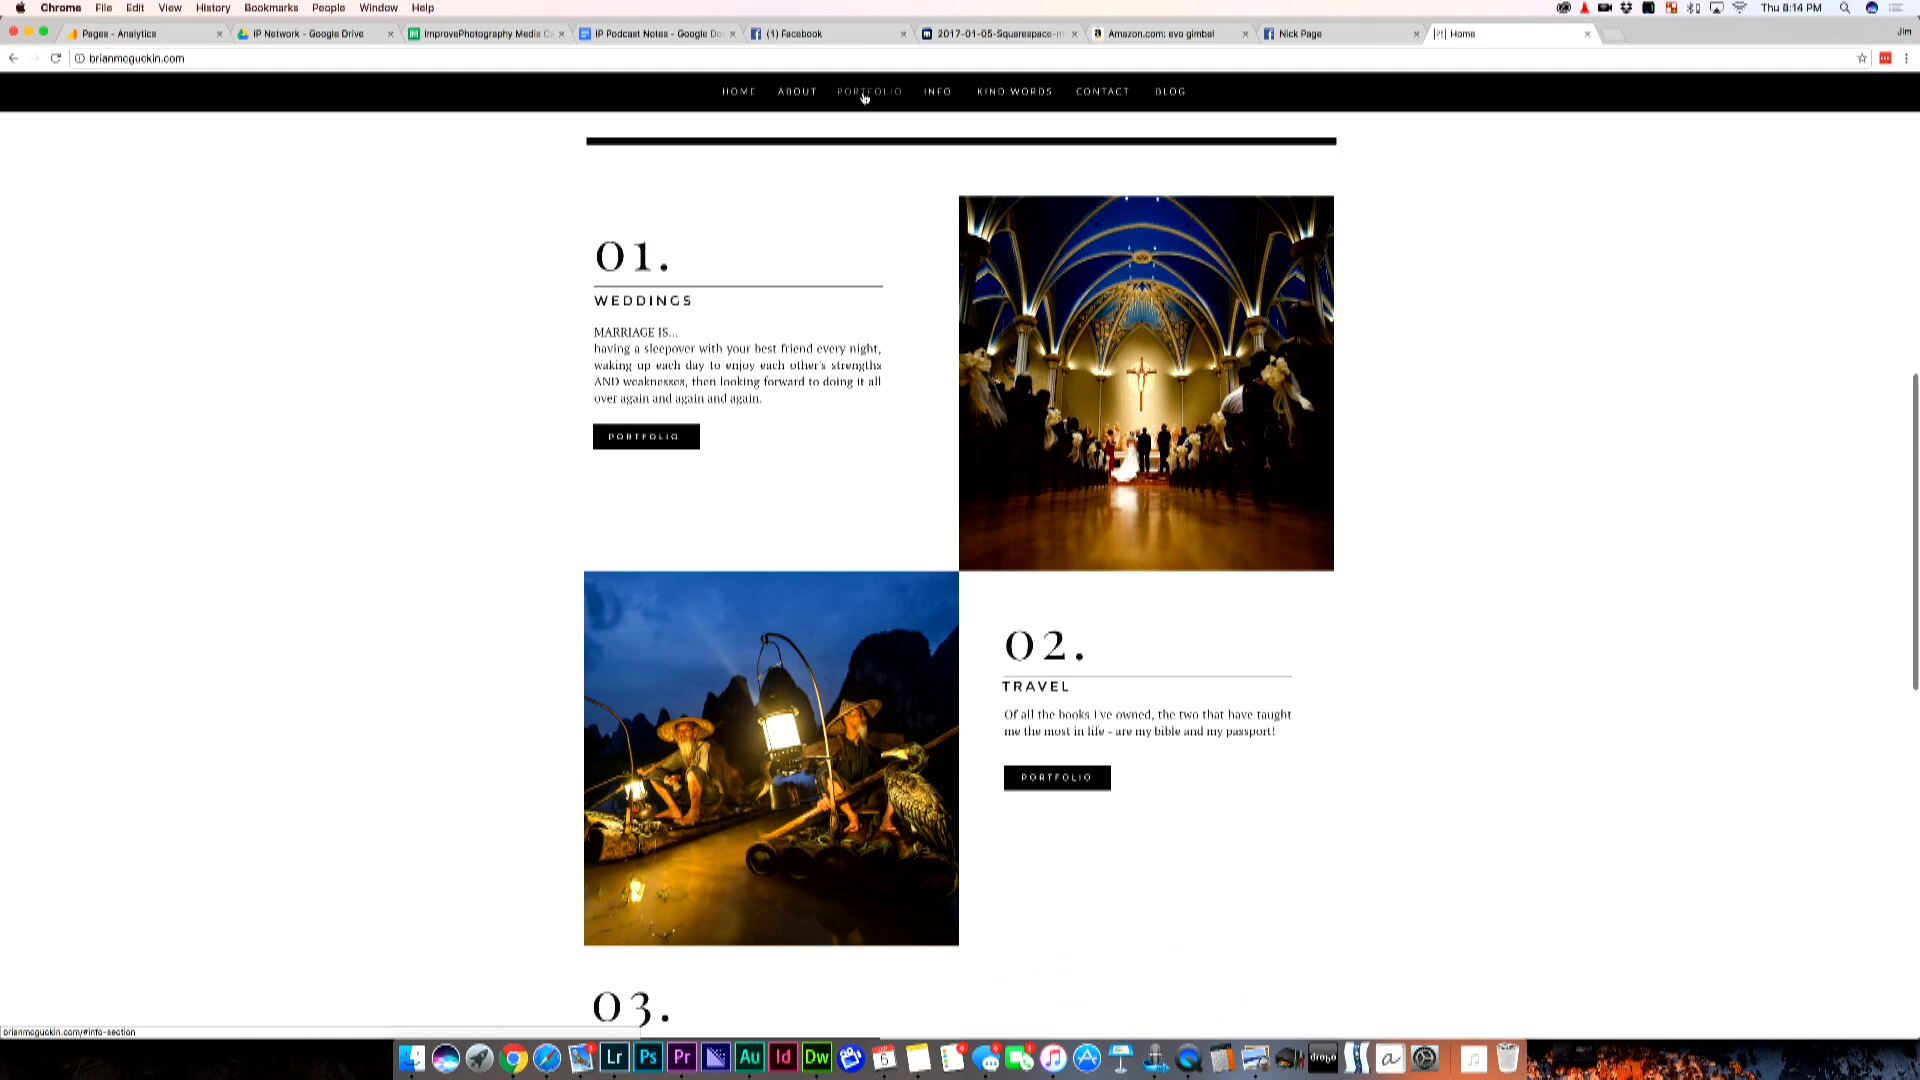 Chrome File Edit View History Bookmarks People Window Help
Thu 8:14 PM
Pages - Analytics
IP Network - Google Drive
ImprovePhotography Media C
IP Podcast Notes - Google Do
(1) Facebook
2017-01-05-Squarespace-m
Amazon.com: evo gimbal
Nick Page
Home
Jim
brianmcguckin.com
HOME ABOUT PORTFOLIO INFO KIND WORDS CONTACT BLOG
01.
WEDDINGS
MARRIAGE IS...
having a sleepover with your best friend every night,
waking up each day to enjoy each other's strengths
AND weaknesses, then looking forward to doing it all
over again and again and again.
PORTFOLIO
02.
TRAVEL
Of all the books I've owned, the two that have taught
me the most in life - are my bible and my passport!
PORTFOLIO
03.
brianmcguckin.com/#info-section
Lr Ps Pr Au Id Dw
drobo
a